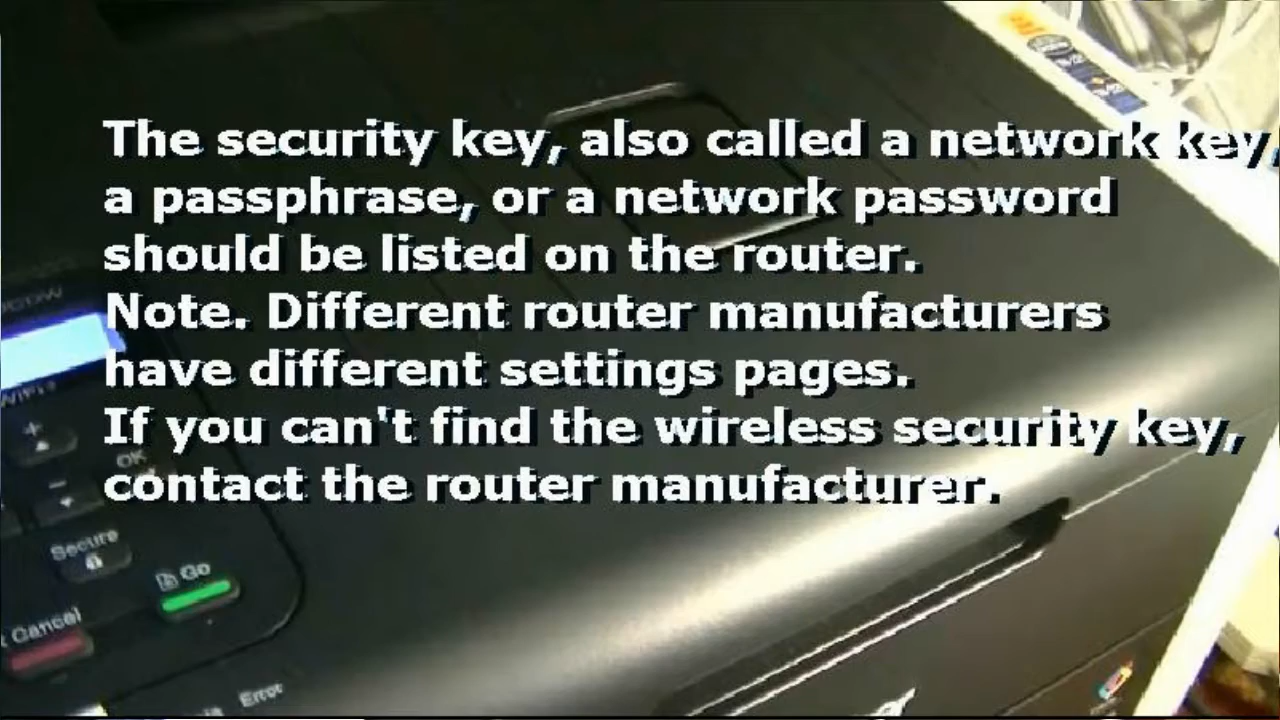 The security key, also called a network key,
a passphrase, or a network password
should be listed on the router.
Note. Different router manufacturers
have different settings pages.
If you can't find the wireless security key,
contact the router manufacturer.
WiFi
+
OK
-
Secure
Go
Cancel
Error